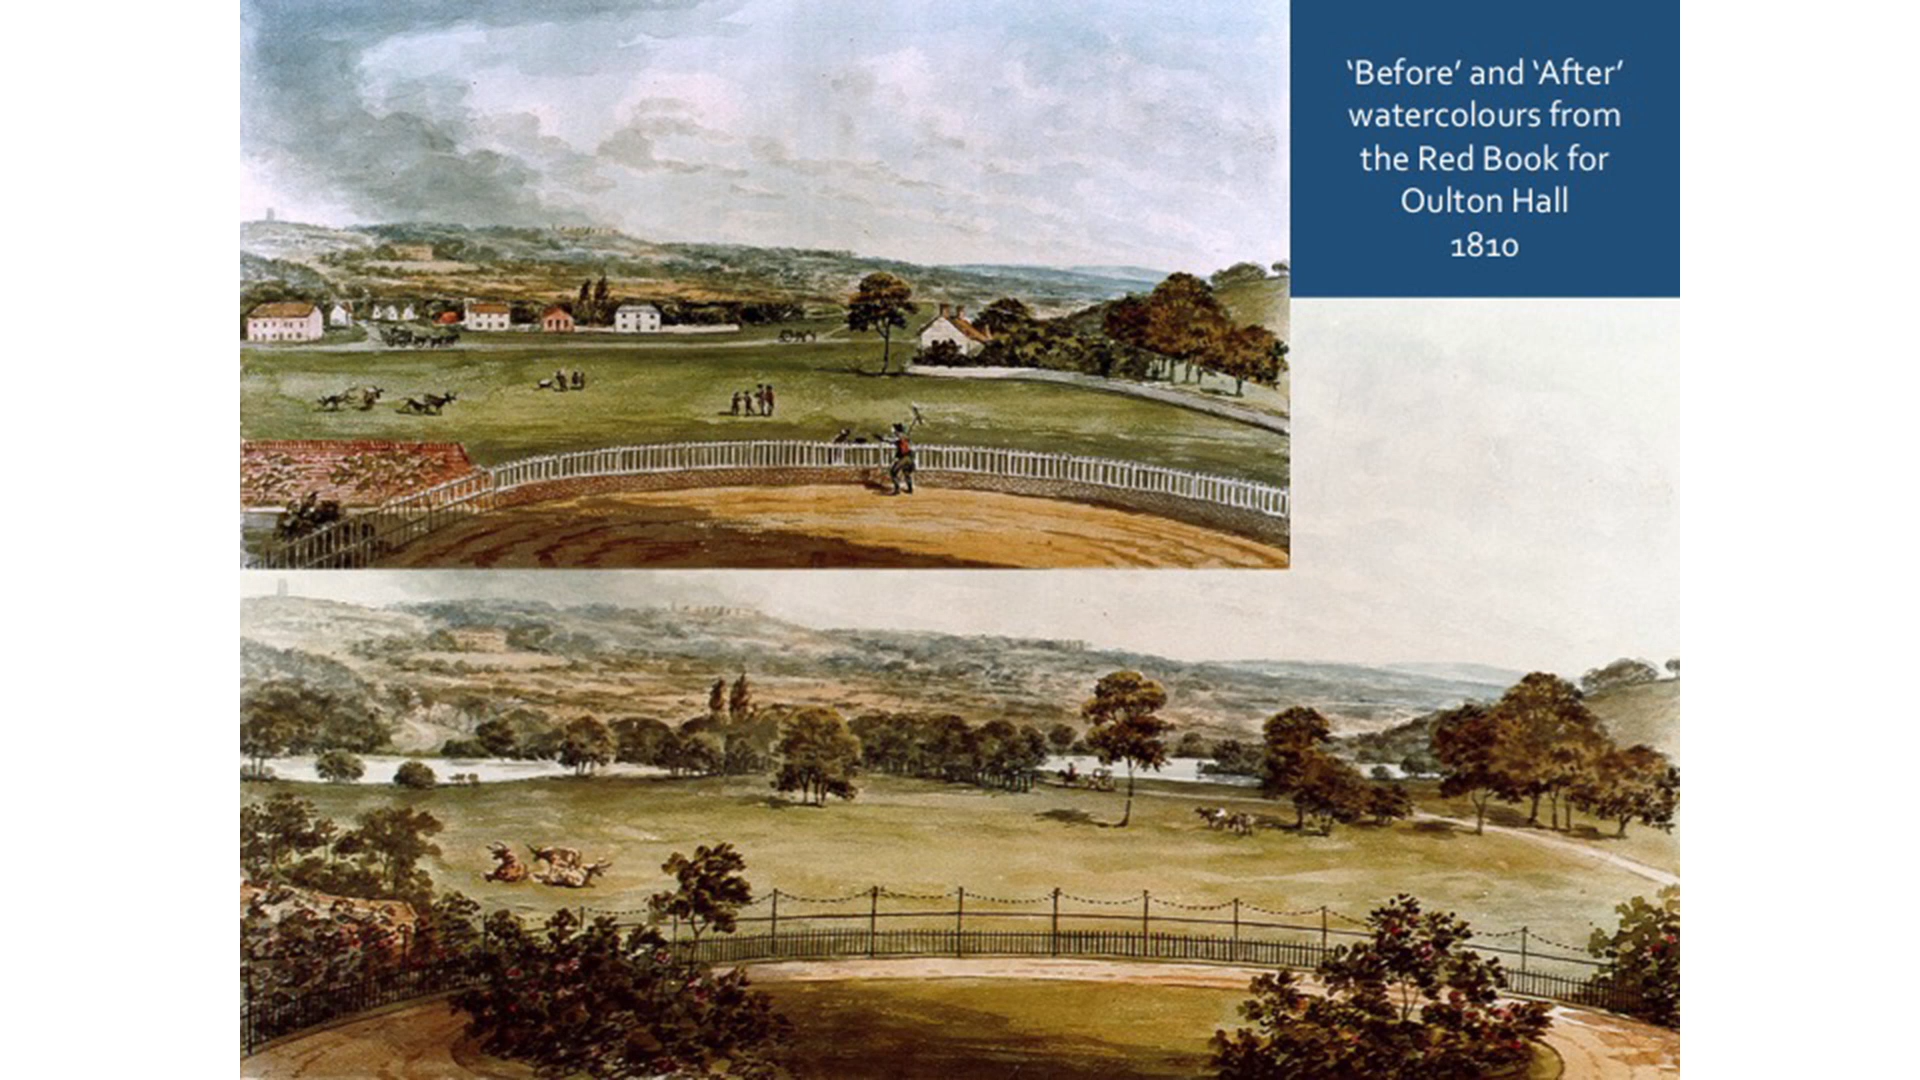 ‘Before’ and ‘After’
watercolours from
the Red Book for
Oulton Hall
1810